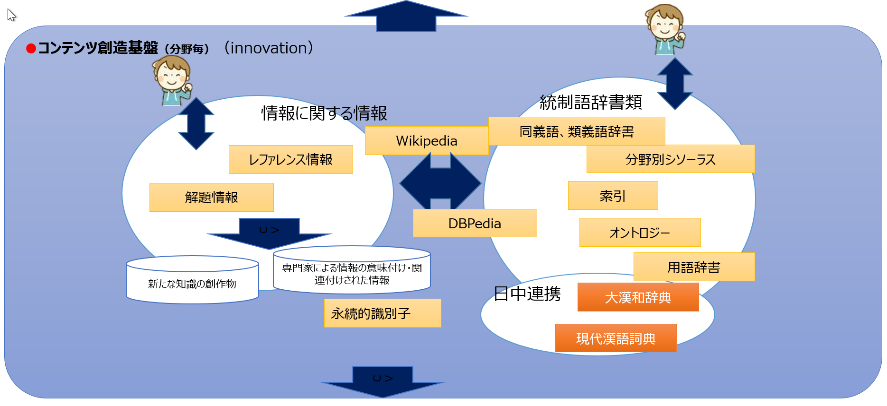 ●コンテンツ創造基盤（分野毎）（innovation）
情報に関する情報
レファレンス情報
解題情報
新たな知識の創作物
専門家による情報の意味付け・関
連付けされた情報
永続的識別子
Wikipedia
DBPedia
統制語辞書類
同義語、類義語辞書
分野別シソーラス
索引
オントロジー
用語辞書
日中連携
大漢和辞典
現代漢語詞典